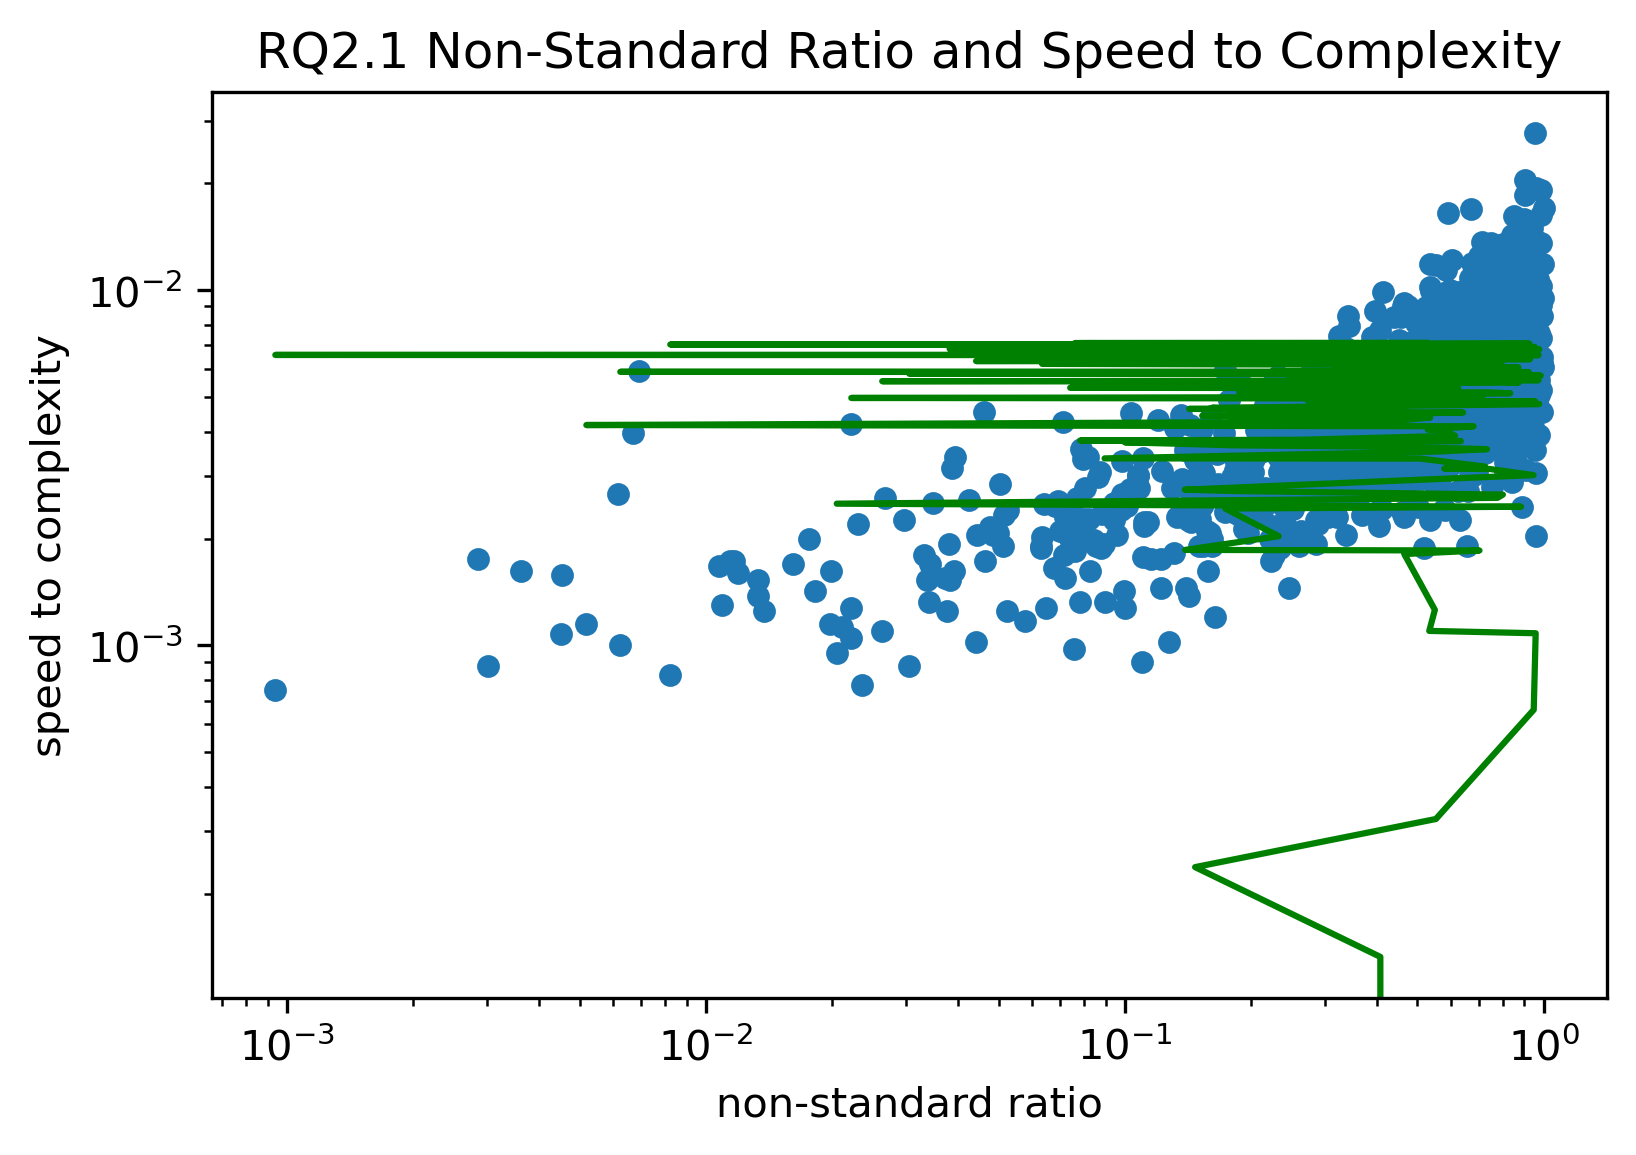 RQ2.1 Non-Standard Ratio and Speed to Complexity
speed to complexity
10⁻²
10⁻³
10⁻³ 10⁻² 10⁻¹ 10⁰
non-standard ratio